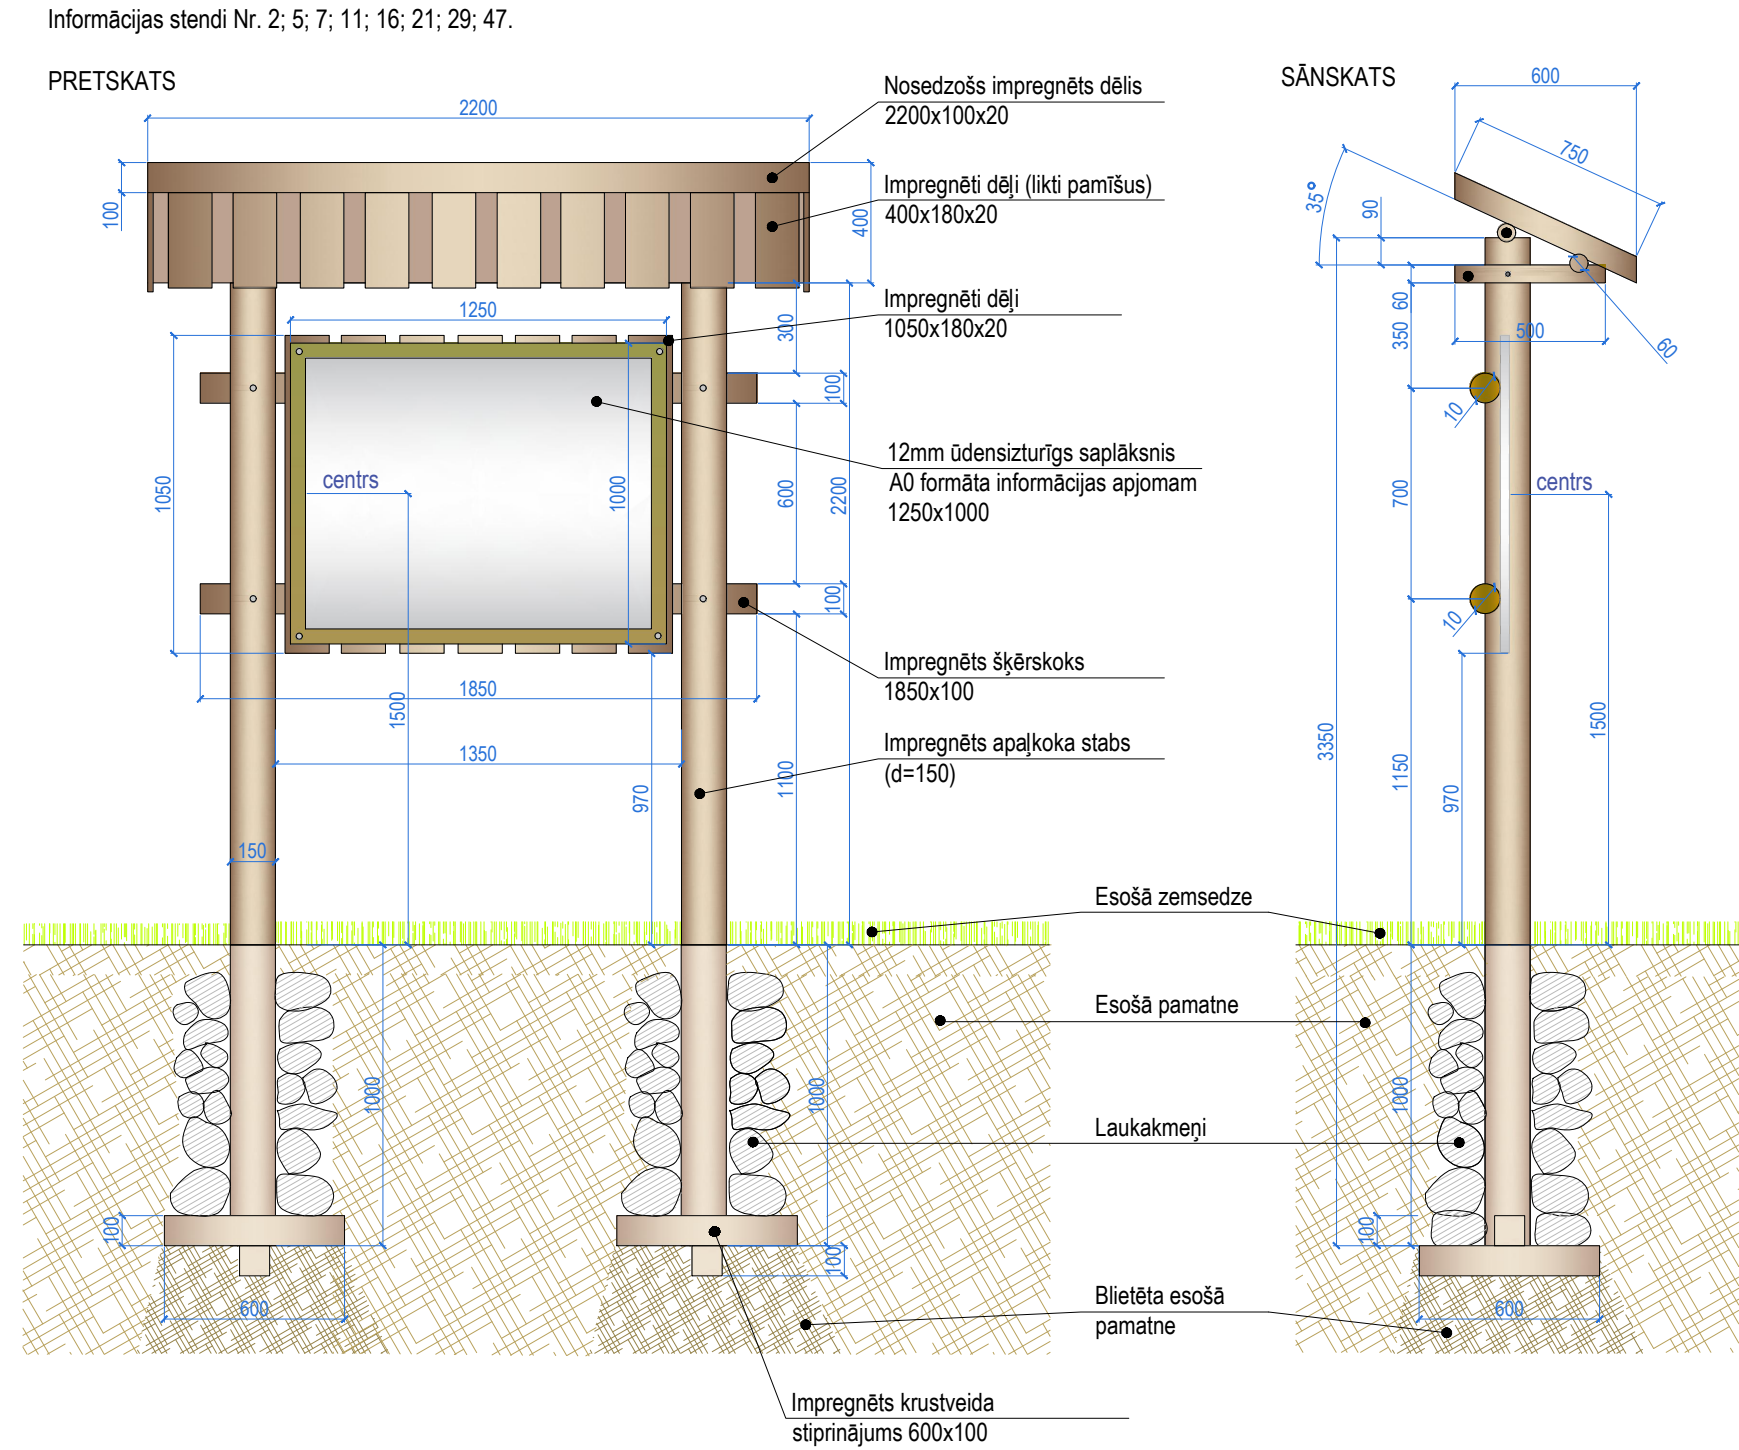 Informācijas stendi Nr. 2; 5; 7; 11; 16; 21; 29; 47.
PRETSKATS
SĀNSKATS
2200
100
400
Nosedzošs impregnēts dēlis
2200x100x20
Impregnēti dēļi (likti pamīšus)
400x180x20
Impregnēti dēļi
1050x180x20
12mm ūdensizturīgs saplāksnis
A0 formāta informācijas apjomam
1250x1000
Impregnēts šķērskoks
1850x100
Impregnēts apaļkoka stabs
(d=150)
1250
300
100
1050
centrs
1000
600
2200
100
1850
1500
1350
970
1100
150
1000
1000
100
100
600
600
750
35°
90
60
350
500
60
10
700
centrs
10
3350
1150
970
1500
1000
100
600
Esošā zemsedze
Esošā pamatne
Laukakmeņi
Blietēta esošā
pamatne
Impregnēts krustveida
stiprinājums 600x100